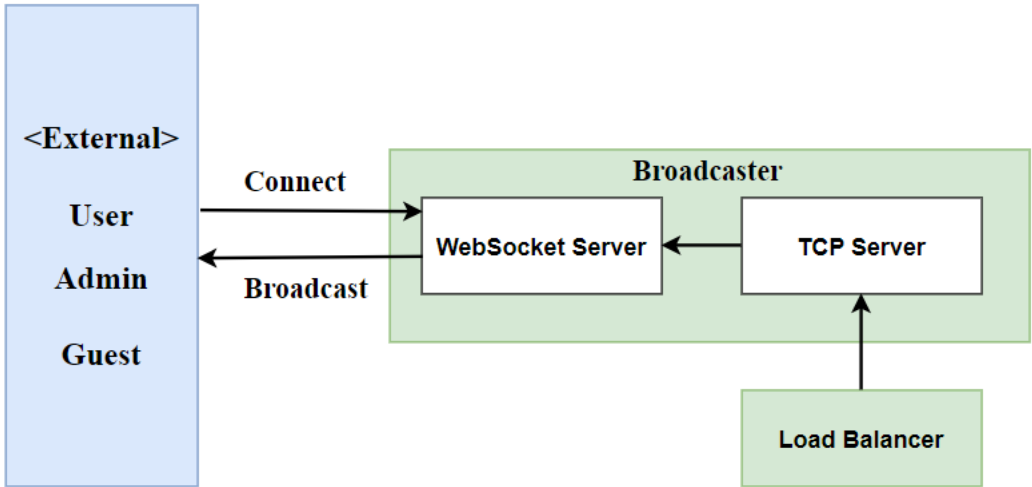 <External>
User
Admin
Guest
Connect
Broadcast
Broadcaster
WebSocket Server
TCP Server
Load Balancer